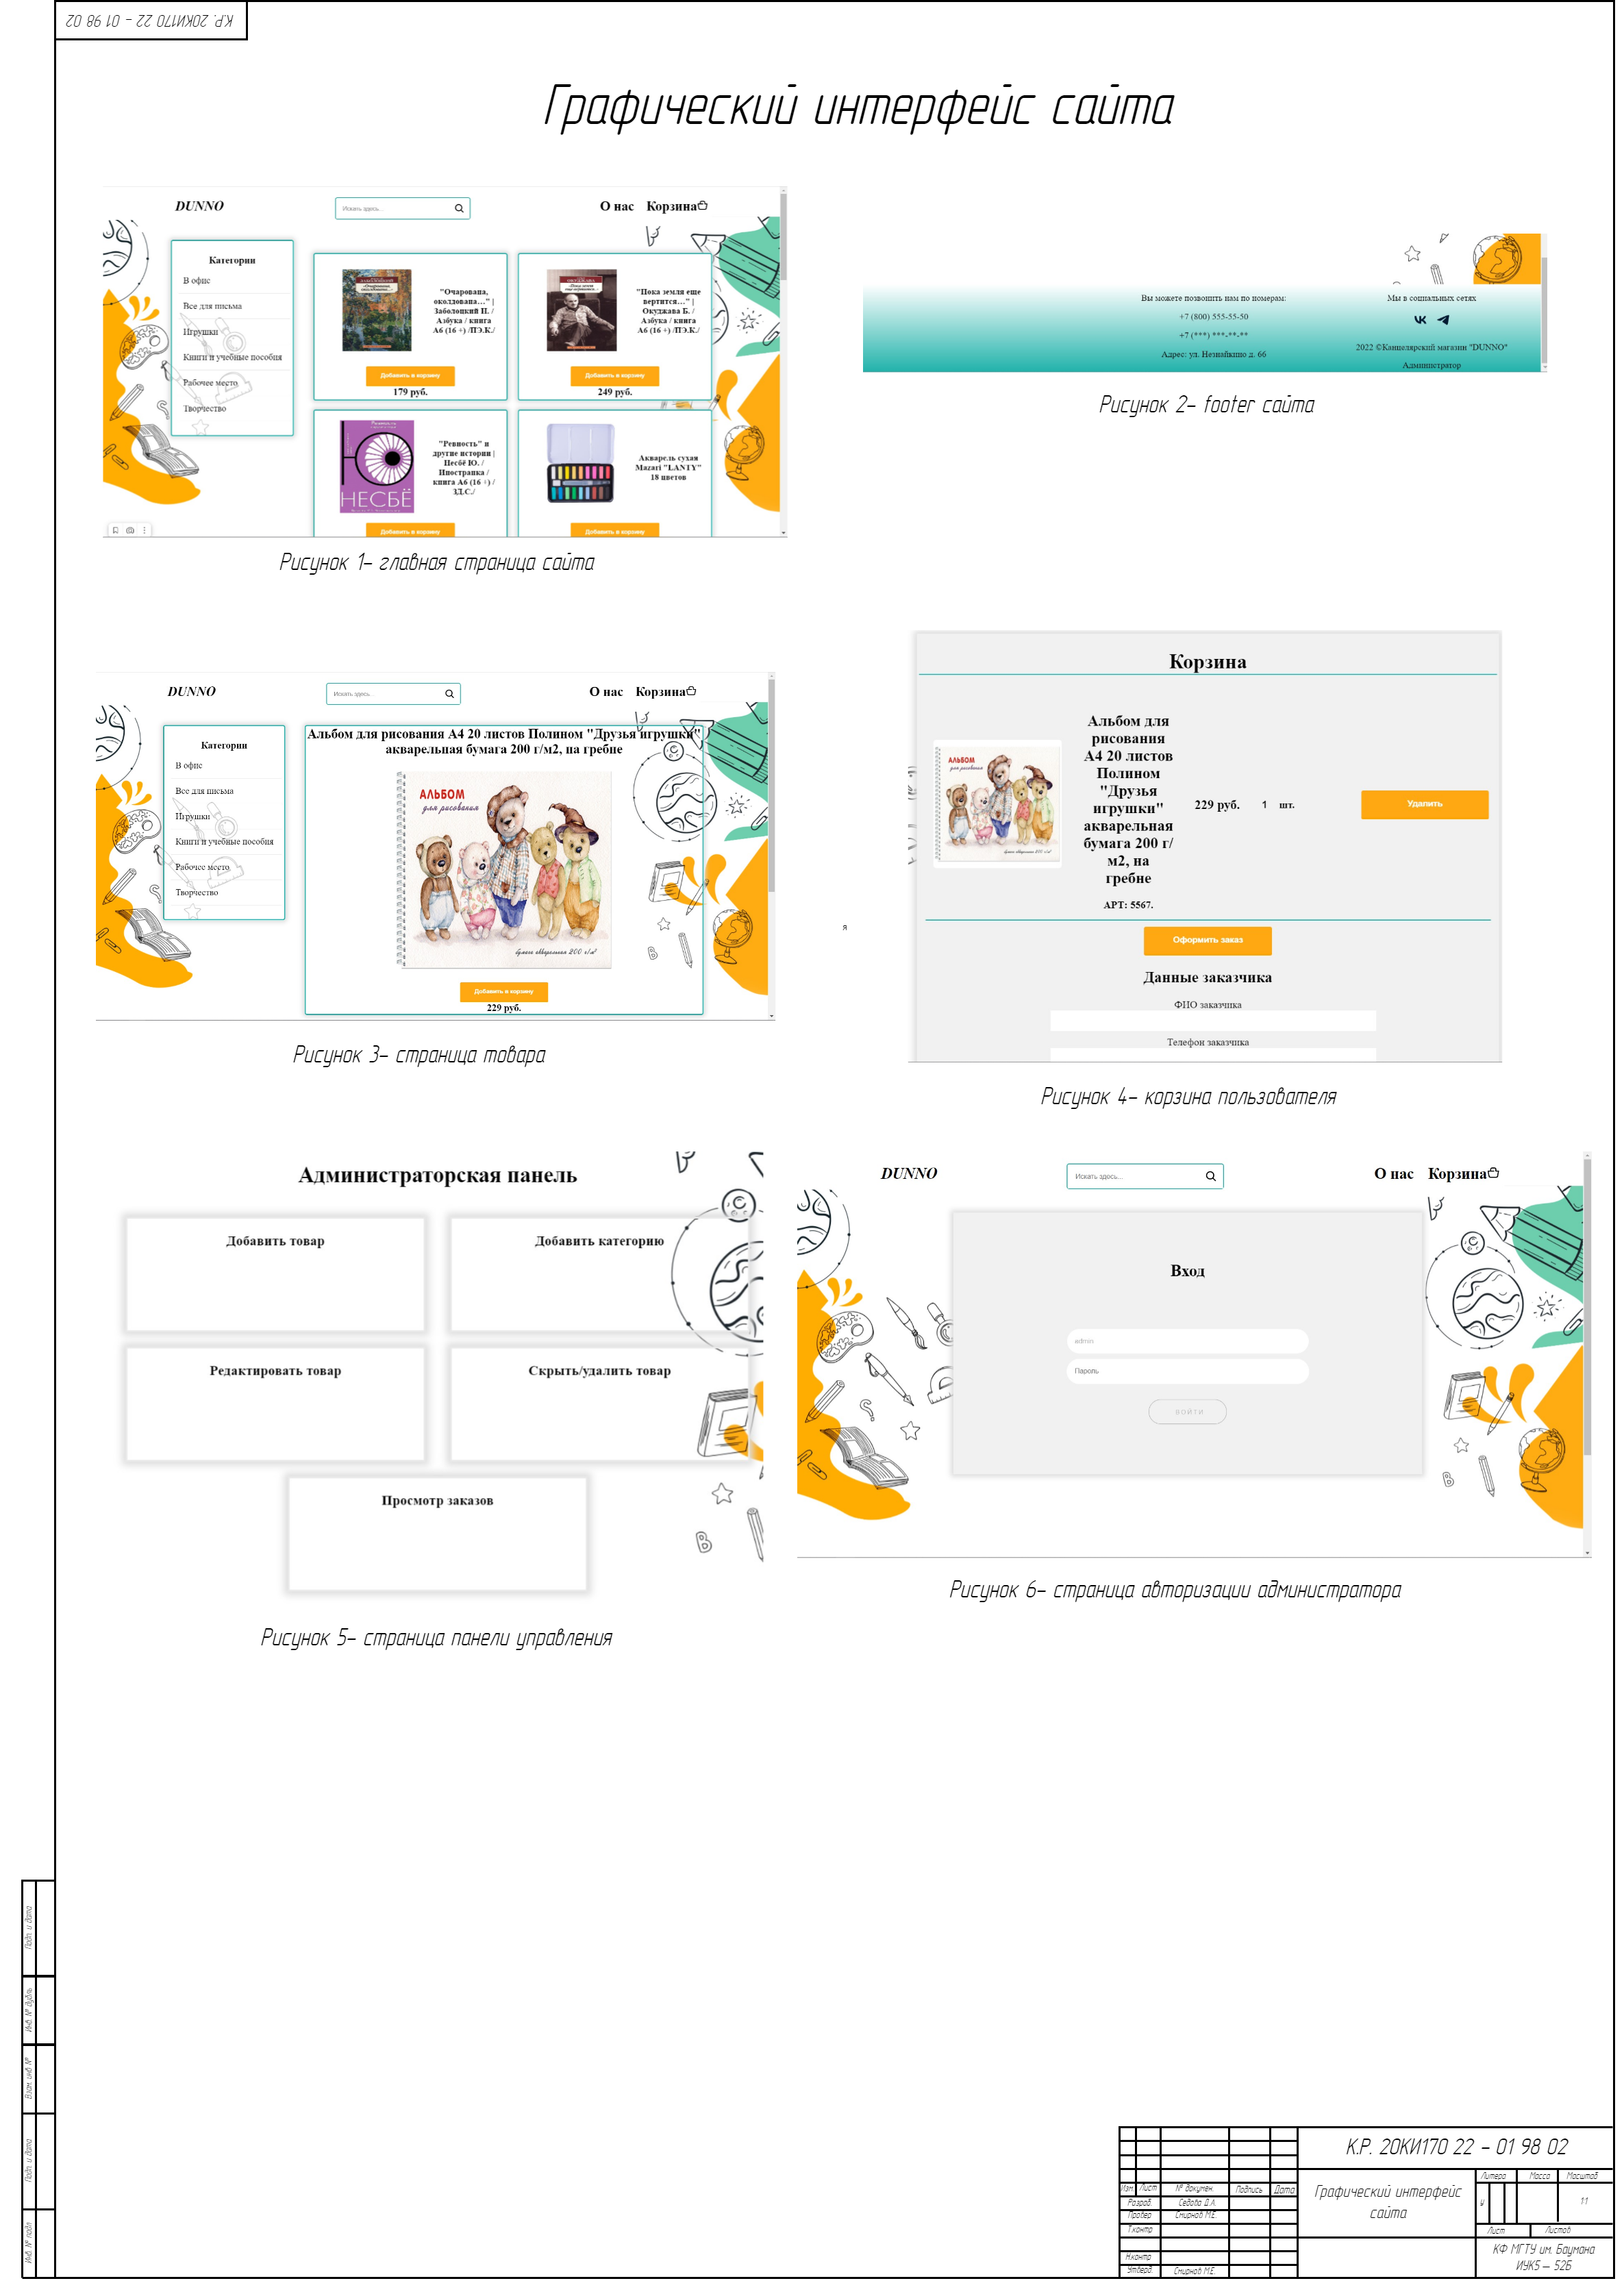 К.Р. 20КИ170 22 - 01 98 02
Графический интерфейс сайта
DUNNO
Искать здесь...
О нас Корзина
Категории
В офис
Все для письма
Игрушки
Книги и учебные пособия
Рабочее место
Творчество
"Очарована,
околдована..." |
Заболоцкий Н. /
Азбука / книга
А6 (16 +) /ПЭ.К./
Добавить в корзину
179 руб.
"Пока земля еще
вертится..." |
Окуджава Б. /
Азбука / книга
А6 (16 +) /ПЭ.К./
Добавить в корзину
249 руб.
НЕСБЁ
"Ревность" и
другие истории |
Несбё Ю. /
Иностранка /
книга А6 (16 +) /
ЗД.С./
Добавить в корзину
Акварель сухая
Mazari "LANTY"
18 цветов
Добавить в корзину
Рисунок 1- главная страница сайта
Вы можете позвонить нам по номерам:
+7 (800) 555-55-50
+7 (***) ***-**-**
Адрес: ул. Незнайкино д. 66
Мы в социальных сетях
2022 ©Канцелярский магазин "DUNNO"
Администратор
Рисунок 2- footer сайта
DUNNO
Искать здесь...
О нас Корзина
Категории
В офис
Все для письма
Игрушки
Книги и учебные пособия
Рабочее место
Творчество
Альбом для рисования А4 20 листов Полином "Друзья игрушки"
акварельная бумага 200 г/м2, на гребне
АЛЬБОМ
для рисования
бумага акварельная 200 г/м²
Добавить в корзину
229 руб.
Рисунок 3- страница товара
я
Корзина
АЛЬБОМ
для рисования
Альбом для
рисования
А4 20 листов
Полином
"Друзья
игрушки"
акварельная
бумага 200 г/
м2, на
гребне
АРТ: 5567.
229 руб. 1 шт.
Удалить
Оформить заказ
Данные заказчика
ФИО заказчика
Телефон заказчика
Рисунок 4- корзина пользователя
Администраторская панель
Добавить товар
Добавить категорию
Редактировать товар
Скрыть/удалить товар
Просмотр заказов
Рисунок 5- страница панели управления
DUNNO
Искать здесь...
О нас Корзина
Вход
admin
Пароль
ВОЙТИ
Рисунок 6- страница авторизации администратора
Подп. и дата
Инв. № дубл.
Взам. инв №
Подп. и дата
Инв. № подл
К.Р. 20КИ170 22 - 01 98 02
Изм. Лист № докумен. Подпись Дата
Разраб. Седова Д.А.
Провер Смирнов М.Е.
Т.контр
Н.контр
Утверд. Смирнов М.Е.
Графический интерфейс
сайта
Литера Масса Масштаб
у 1:1
Лист Листов
КФ МГТУ им. Баумана
ИУК5 - 52Б